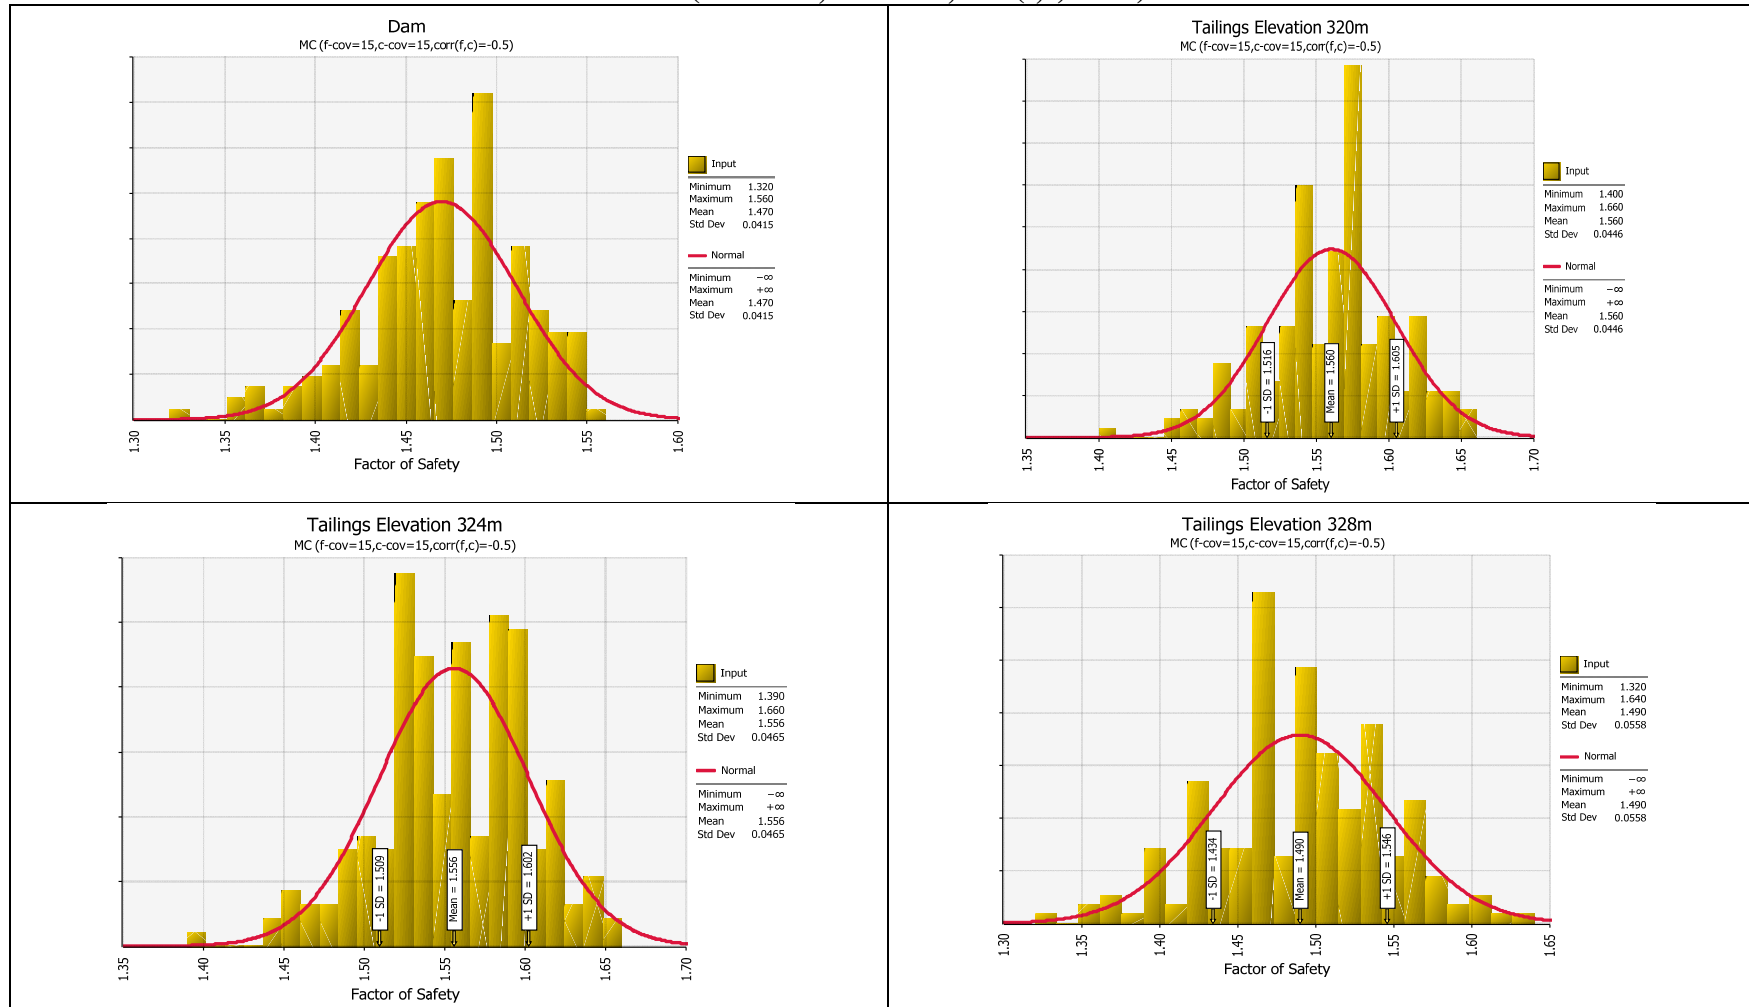 Dam
MC (f-cov=15,c-cov=15,corr(f,c)=-0.5)
Input
Minimum 1.320
Maximum 1.560
Mean 1.470
Std Dev 0.0415
Normal
Minimum −∞
Maximum +∞
Mean 1.470
Std Dev 0.0415
1.30 1.35 1.40 1.45 1.50 1.55 1.60
Factor of Safety
Tailings Elevation 320m
MC (f-cov=15,c-cov=15,corr(f,c)=-0.5)
Input
Minimum 1.400
Maximum 1.660
Mean 1.560
Std Dev 0.0446
Normal
Minimum −∞
Maximum +∞
Mean 1.560
Std Dev 0.0446
-1 SD = 1.516
Mean = 1.560
+1 SD = 1.605
1.35 1.40 1.45 1.50 1.55 1.60 1.65 1.70
Factor of Safety
Tailings Elevation 324m
MC (f-cov=15,c-cov=15,corr(f,c)=-0.5)
Input
Minimum 1.390
Maximum 1.660
Mean 1.556
Std Dev 0.0465
Normal
Minimum −∞
Maximum +∞
Mean 1.556
Std Dev 0.0465
-1 SD = 1.509
Mean = 1.556
+1 SD = 1.602
1.35 1.40 1.45 1.50 1.55 1.60 1.65 1.70
Factor of Safety
Tailings Elevation 328m
MC (f-cov=15,c-cov=15,corr(f,c)=-0.5)
Input
Minimum 1.320
Maximum 1.640
Mean 1.490
Std Dev 0.0558
Normal
Minimum −∞
Maximum +∞
Mean 1.490
Std Dev 0.0558
-1 SD = 1.434
Mean = 1.490
+1 SD = 1.546
1.30 1.35 1.40 1.45 1.50 1.55 1.60 1.65
Factor of Safety